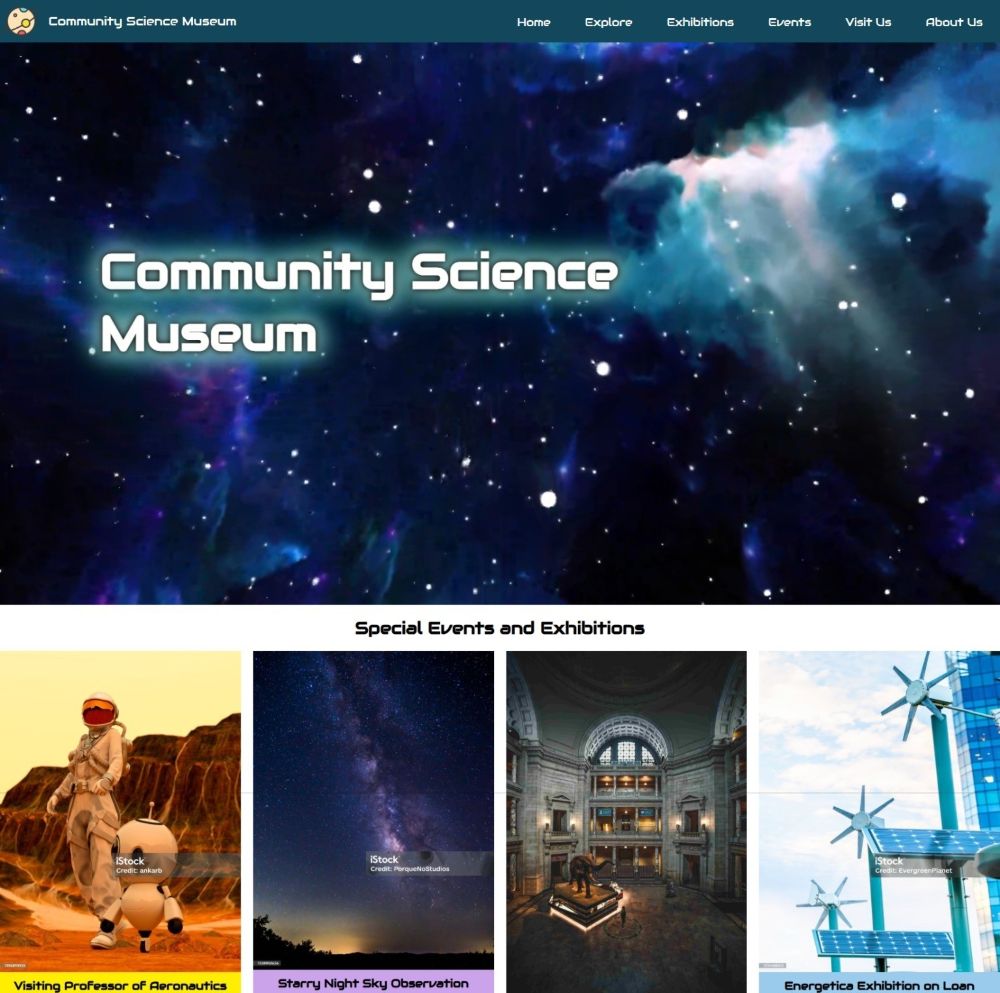 Community Science Museum
Home Explore Exhibitions Events Visit Us About Us
Community Science
Museum
Special Events and Exhibitions
iStock
Credit: ankarb
iStock
Credit: PorqueNoStudios
iStock
Credit: EvergreenPlanet
Visiting Professor of Aeronautics
Starry Night Sky Observation
Energetica Exhibition on Loan